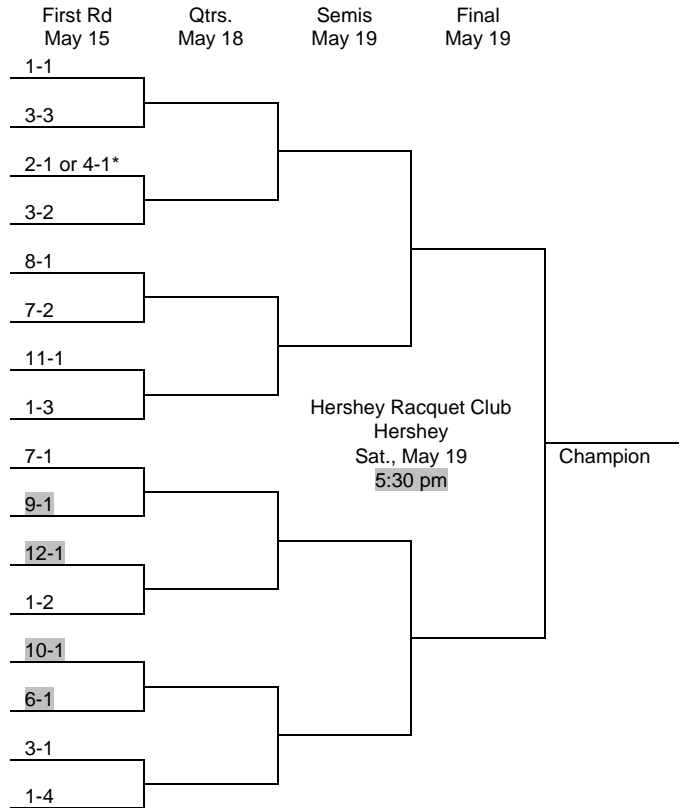 First Rd Qtrs. Semis Final
May 15 May 18 May 19 May 19
1-1
3-3
2-1 or 4-1*
3-2
8-1
7-2
11-1
1-3
Hershey Racquet Club
Hershey
Sat., May 19
5:30 pm
Champion
7-1
9-1
12-1
1-2
10-1
6-1
3-1
1-4